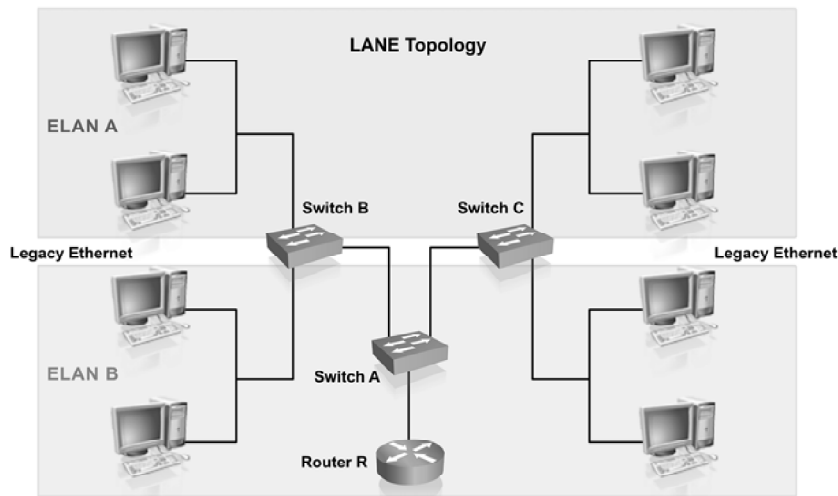 LANE Topology
ELAN A
Switch B
Switch C
Legacy Ethernet
Legacy Ethernet
ELAN B
Switch A
Router R